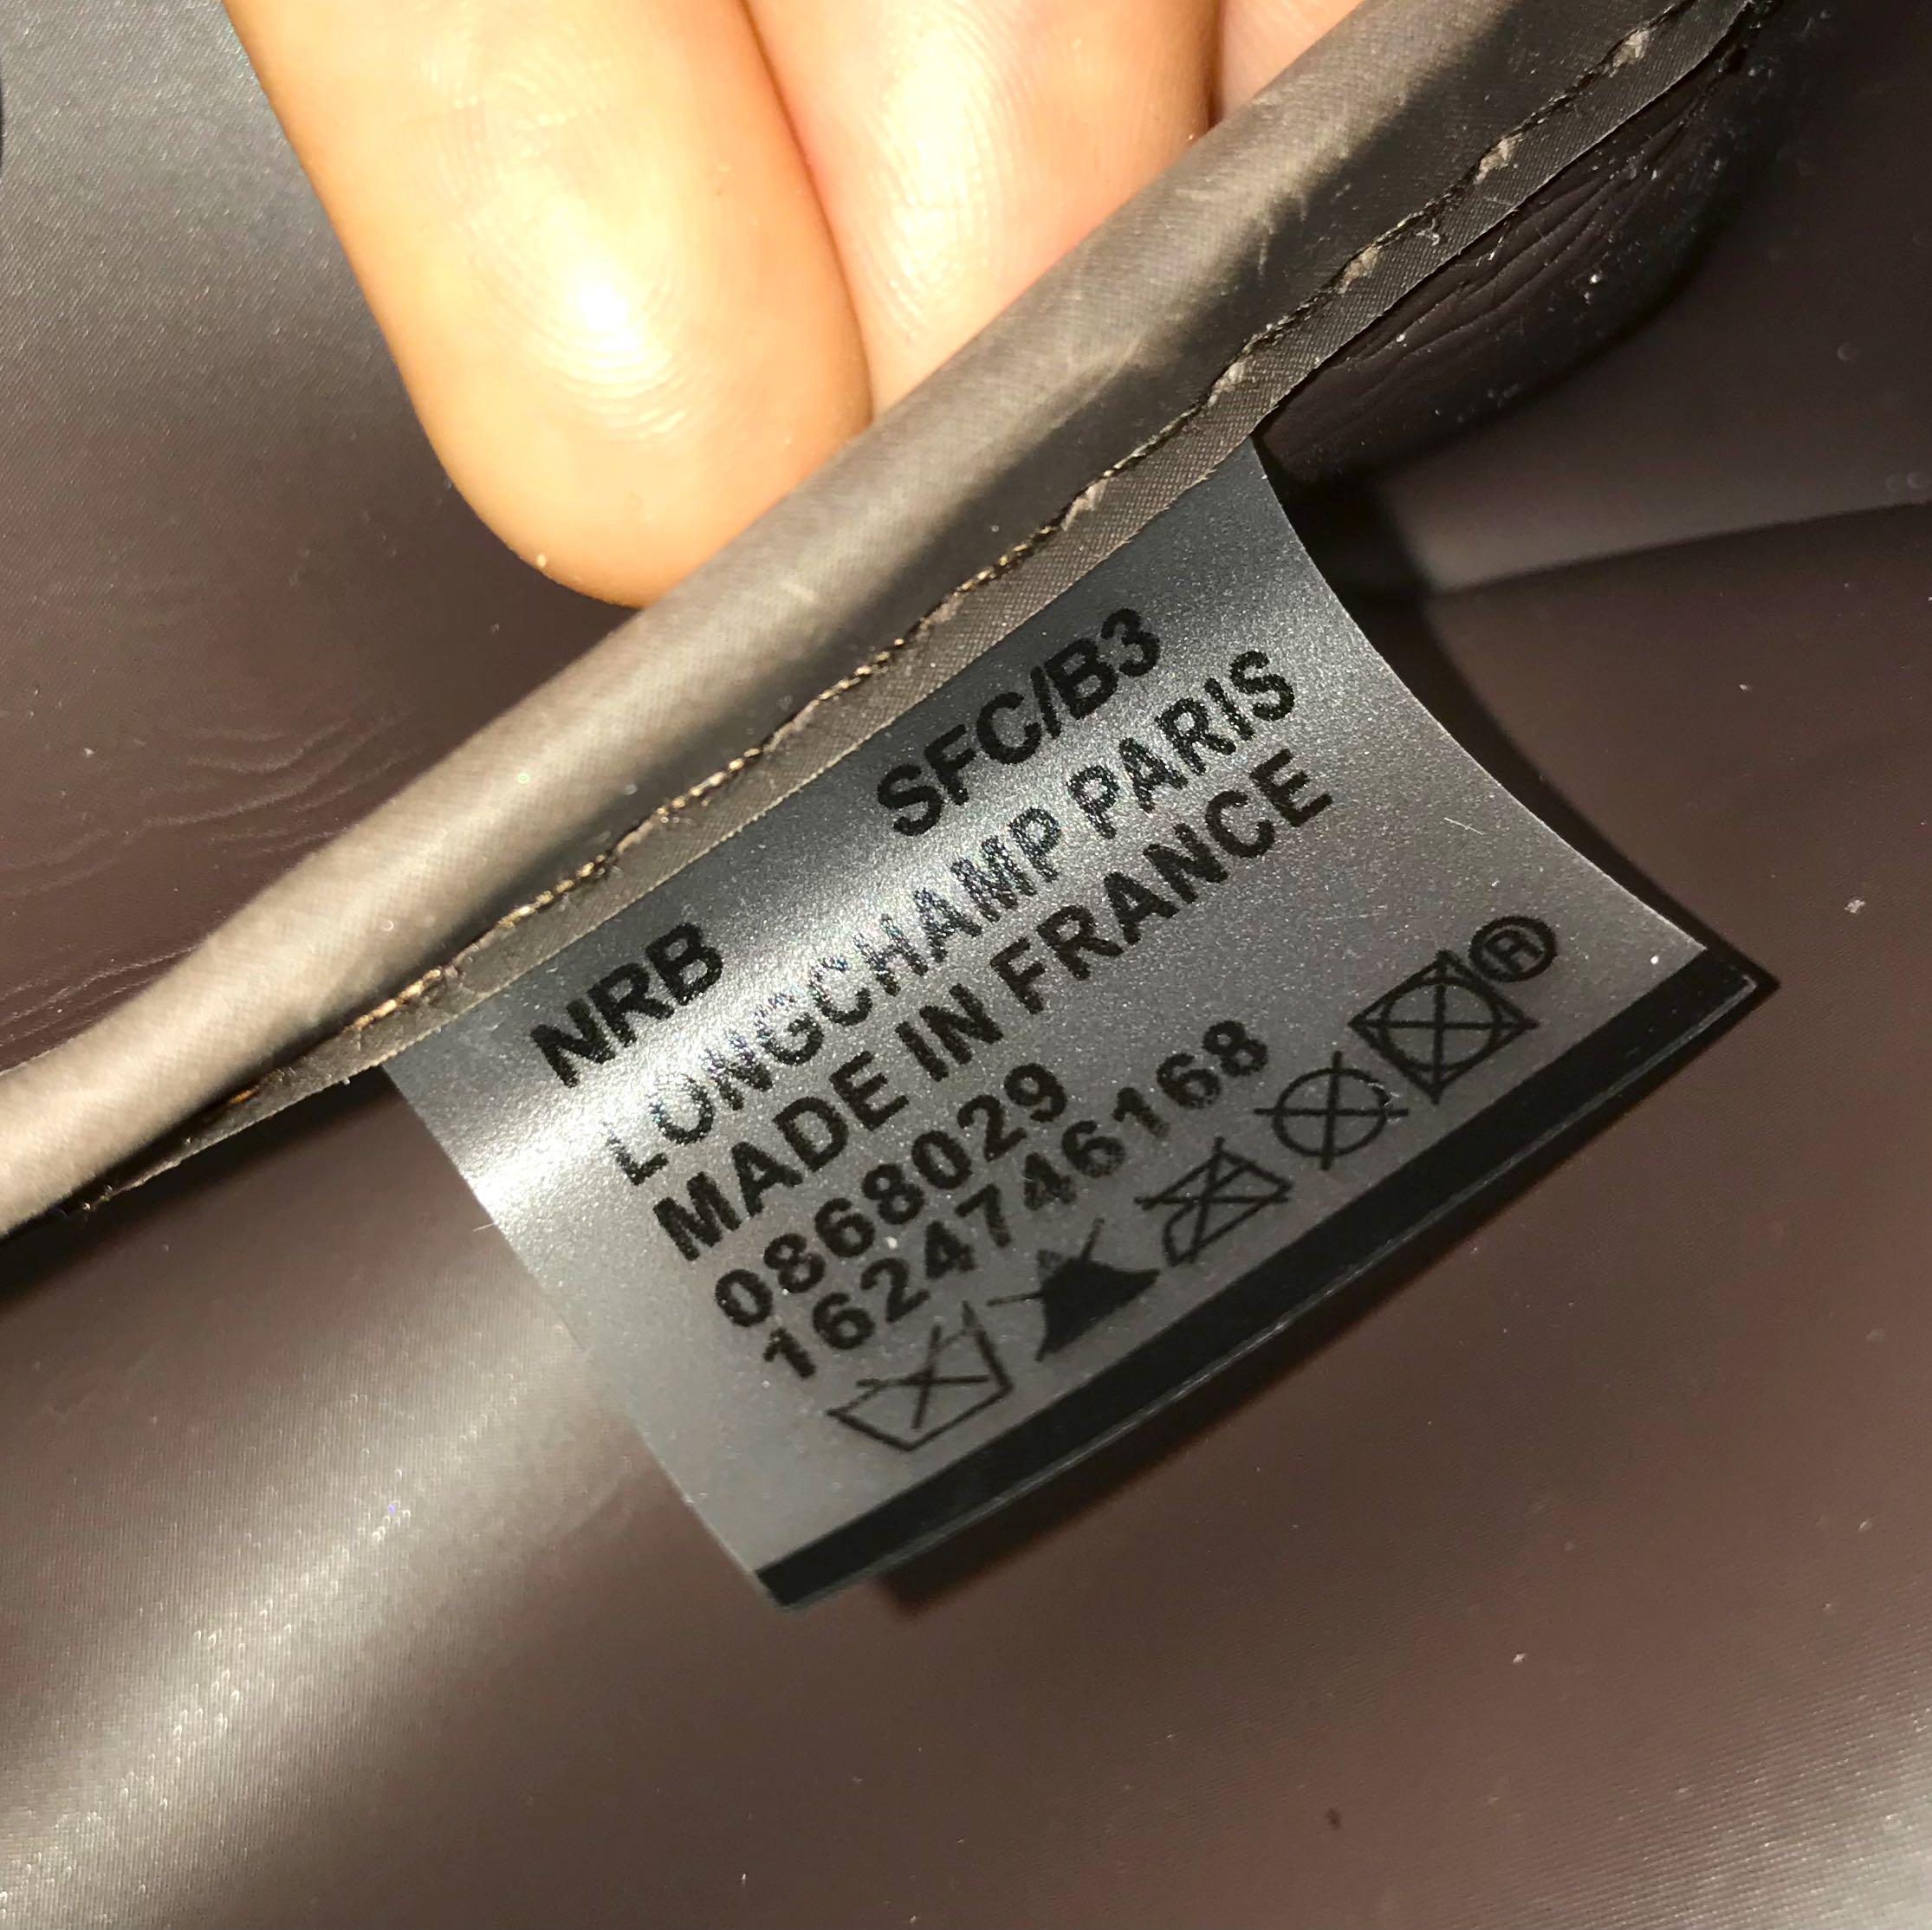 NRB SFC/B3
LONGCHAMP PARIS
MADE IN FRANCE
0868029
1624746168
®